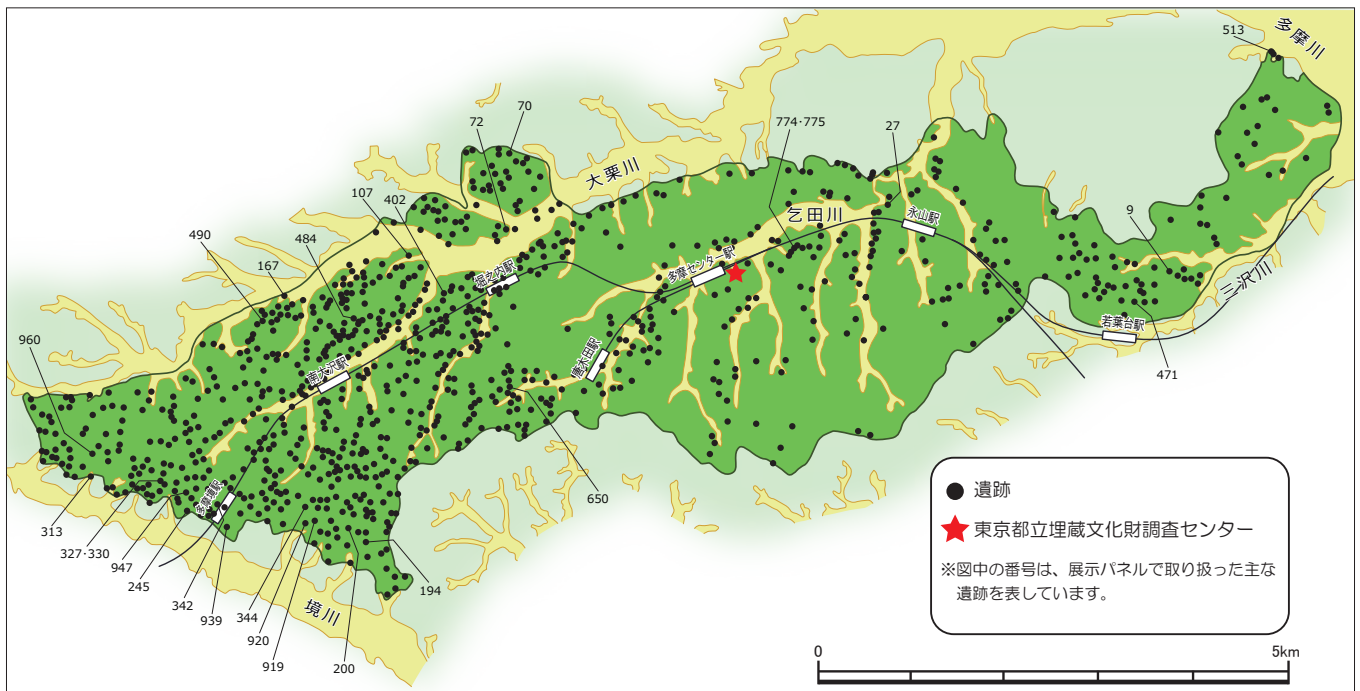 多摩川
513
70
774・775
27
72
大栗川
107
402
乞田川
永山駅
9
490
484
167
堀之内駅
多摩センター駅
三沢川
若葉台駅
960
南大沢駅
唐木田駅
471
多摩境駅
650
313
327・330
947
245
342
939
344
920
919
200
194
境川
遺跡
東京都立埋蔵文化財調査センター
※図中の番号は、展示パネルで取り扱った主な
遺跡を表しています。
0
5km